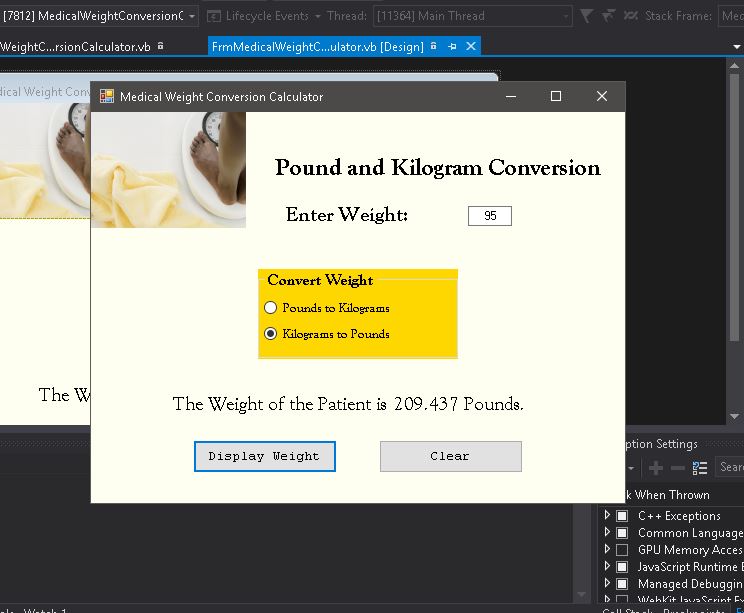 [7812] MedicalWeightConversionC
Lifecycle Events
Thread:
[11364] Main Thread
Stack Frame:
Med
WeightC...rsionCalculator.vb
FrmMedicalWeightC...ulator.vb [Design]
dical Weight Conv
Medical Weight Conversion Calculator
Pound and Kilogram Conversion
Enter Weight:
95
Convert Weight
Pounds to Kilograms
Kilograms to Pounds
The W
The Weight of the Patient is 209.437 Pounds.
Display Weight
Clear
ption Settings
Sear
k When Thrown
C++ Exceptions
Common Language
GPU Memory Acces
JavaScript Runtime E
Managed Debuggin
WebKit JavaScript Ex
Watch 1
Call Stack
Breakpoints